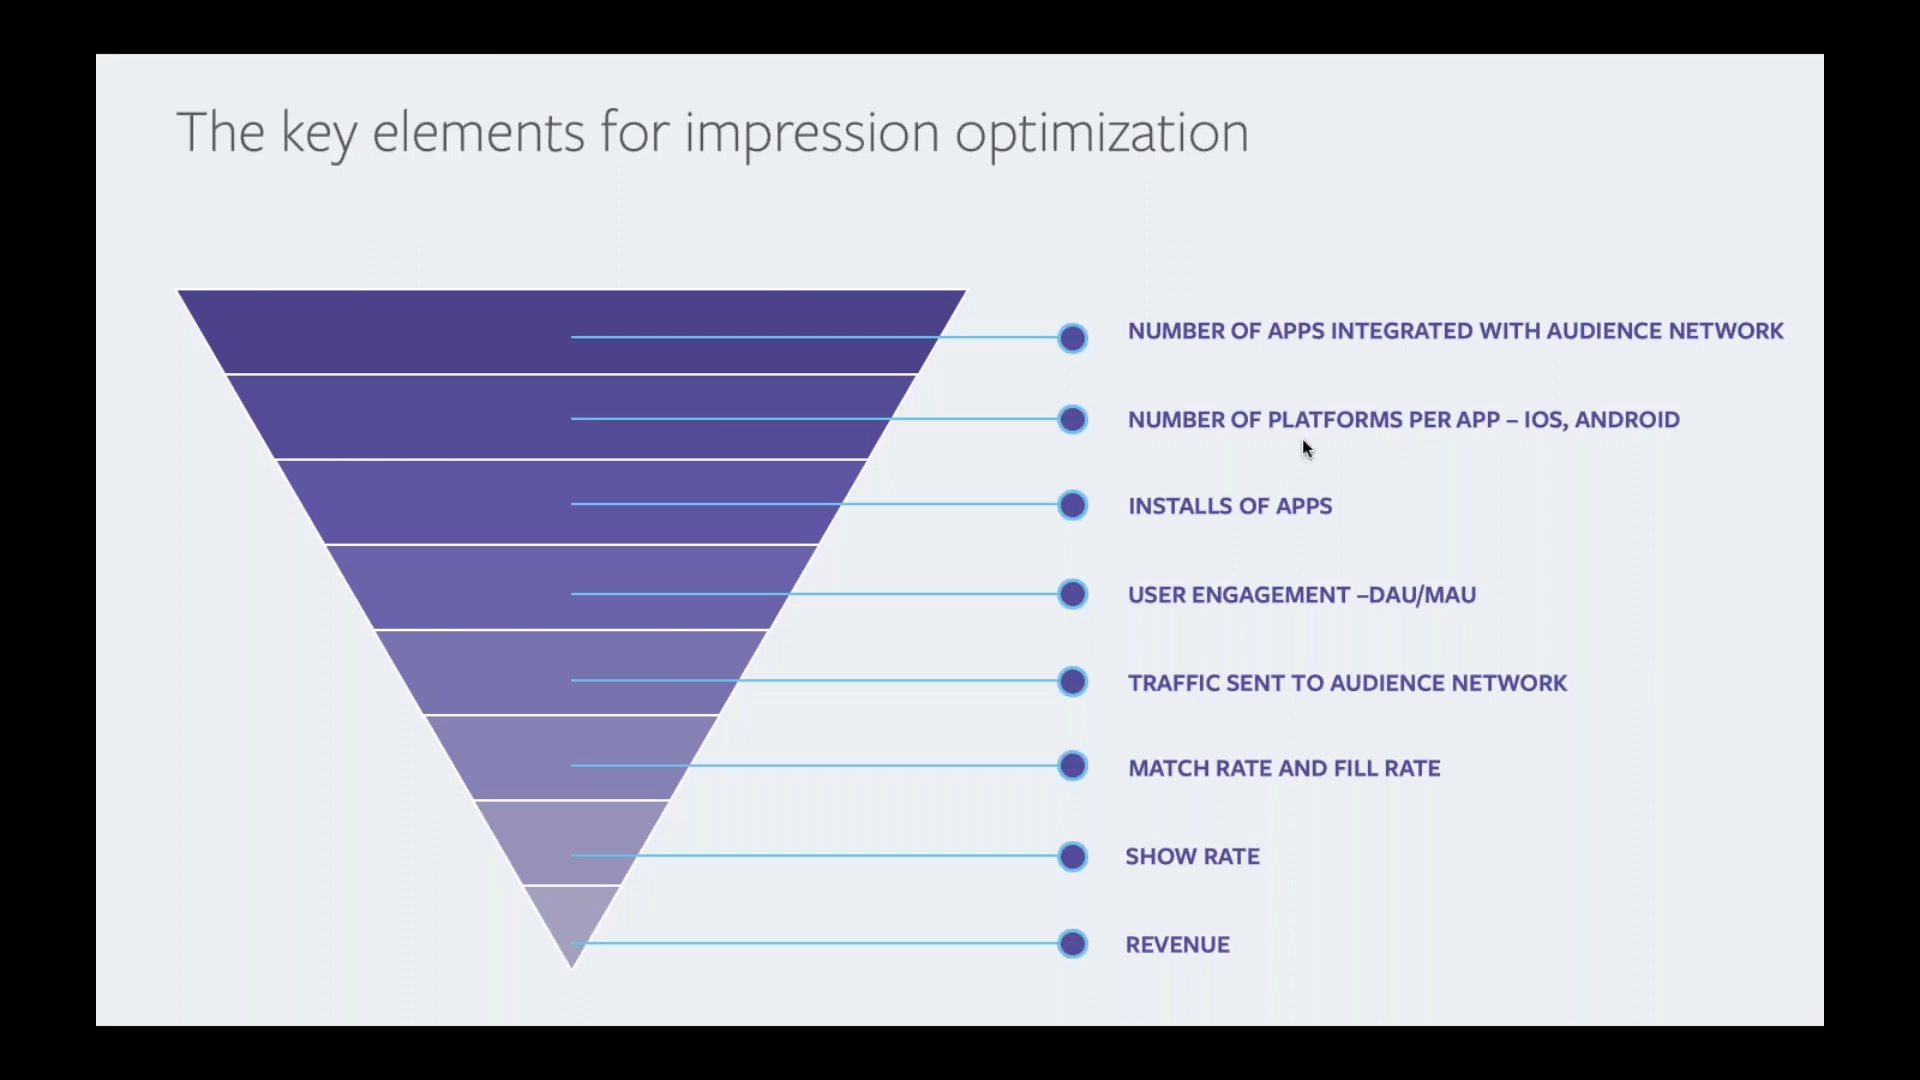 The key elements for impression optimization
NUMBER OF APPS INTEGRATED WITH AUDIENCE NETWORK
NUMBER OF PLATFORMS PER APP – IOS, ANDROID
INSTALLS OF APPS
USER ENGAGEMENT –DAU/MAU
TRAFFIC SENT TO AUDIENCE NETWORK
MATCH RATE AND FILL RATE
SHOW RATE
REVENUE